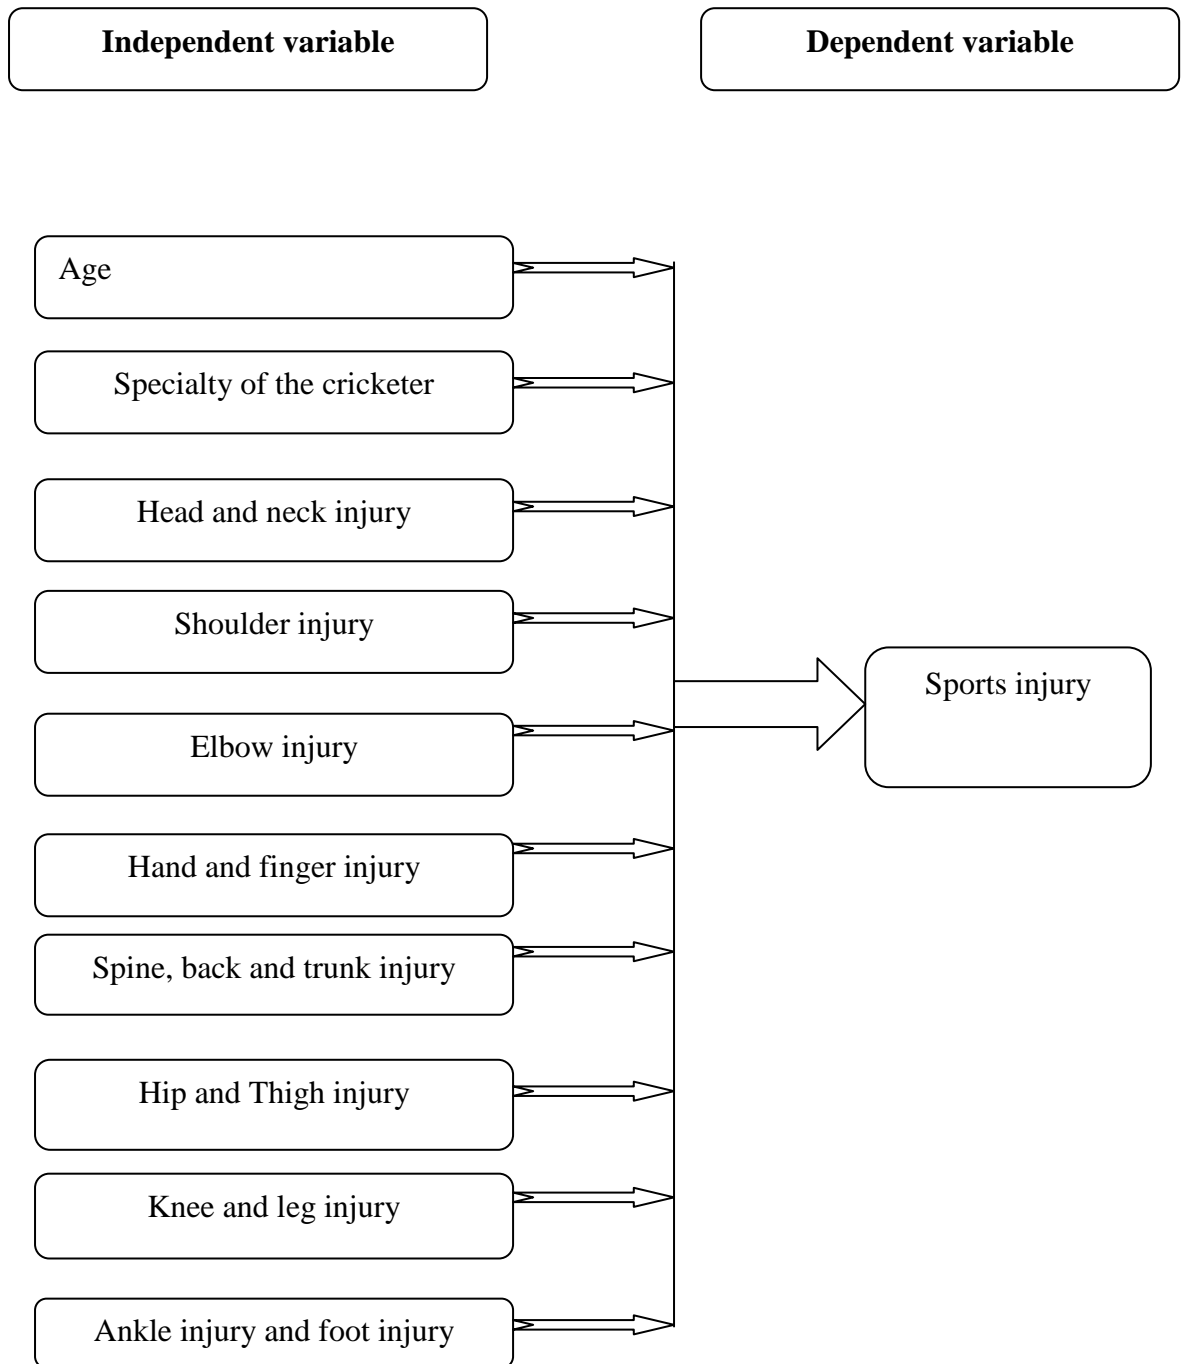 Independent variable
Dependent variable
Age
Specialty of the cricketer
Head and neck injury
Shoulder injury
Sports injury
Elbow injury
Hand and finger injury
Spine, back and trunk injury
Hip and Thigh injury
Knee and leg injury
Ankle injury and foot injury